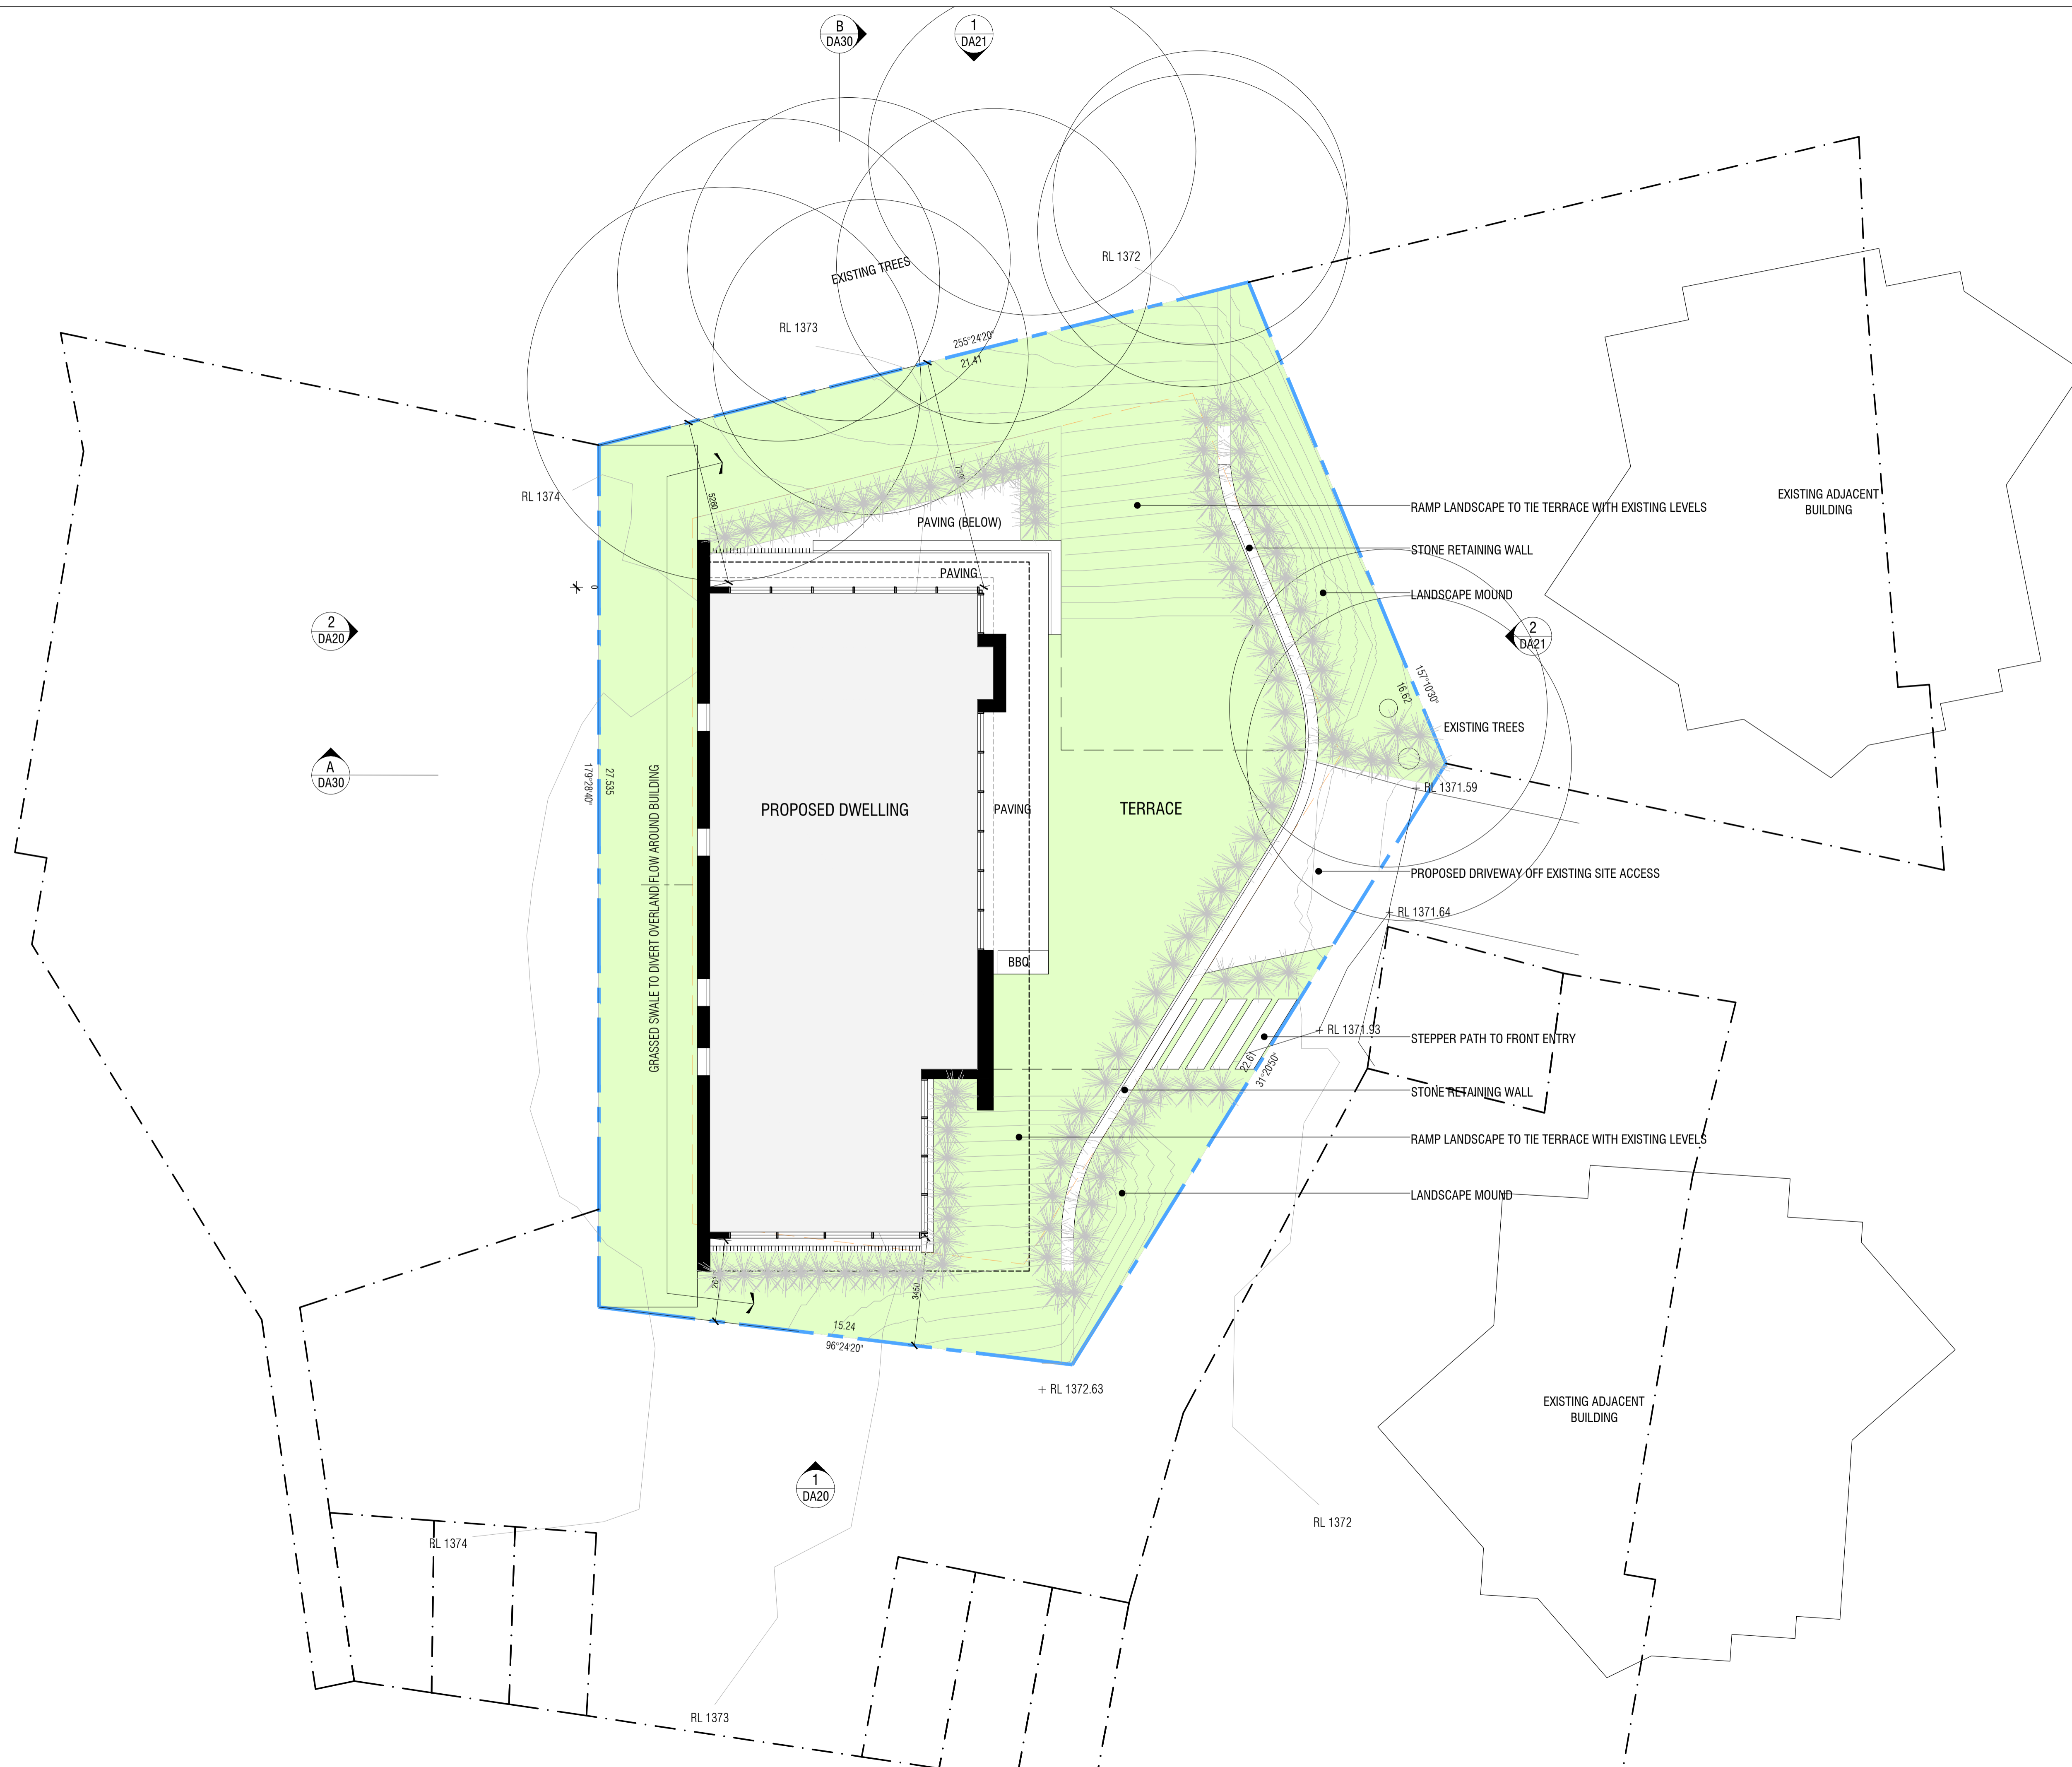 B
DA30
1
DA21
EXISTING TREES
RL 1372
RL 1373
255°24'20"
21.41
RL 1374
5260
PAVING (BELOW)
PAVING
0
EXISTING ADJACENT
BUILDING
RAMP LANDSCAPE TO TIE TERRACE WITH EXISTING LEVELS
STONE RETAINING WALL
LANDSCAPE MOUND
2
DA20
2
DA21
157°10'30"
16.62
EXISTING TREES
A
DA30
179°28'40"
27.535
GRASSED SWALE TO DIVERT OVERLAND FLOW AROUND BUILDING
PROPOSED DWELLING
PAVING
TERRACE
+ RL 1371.59
PROPOSED DRIVEWAY OFF EXISTING SITE ACCESS
+ RL 1371.64
BBQ
+ RL 1371.93
STEPPER PATH TO FRONT ENTRY
22.61
31°20'50"
STONE RETAINING WALL
RAMP LANDSCAPE TO TIE TERRACE WITH EXISTING LEVELS
LANDSCAPE MOUND
3450
15.24
96°24'20"
+ RL 1372.63
EXISTING ADJACENT
BUILDING
1
DA20
RL 1374
RL 1372
RL 1373